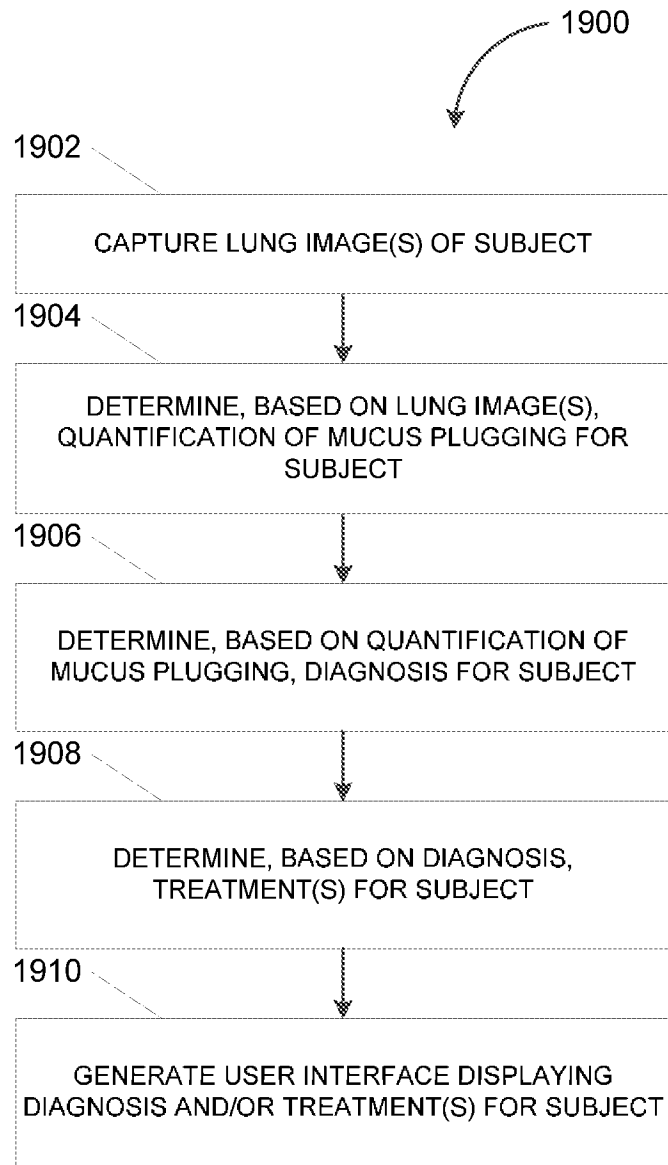 1900
1902
CAPTURE LUNG IMAGE(S) OF SUBJECT
1904
DETERMINE, BASED ON LUNG IMAGE(S),
QUANTIFICATION OF MUCUS PLUGGING FOR
SUBJECT
1906
DETERMINE, BASED ON QUANTIFICATION OF
MUCUS PLUGGING, DIAGNOSIS FOR SUBJECT
1908
DETERMINE, BASED ON DIAGNOSIS,
TREATMENT(S) FOR SUBJECT
1910
GENERATE USER INTERFACE DISPLAYING
DIAGNOSIS AND/OR TREATMENT(S) FOR SUBJECT